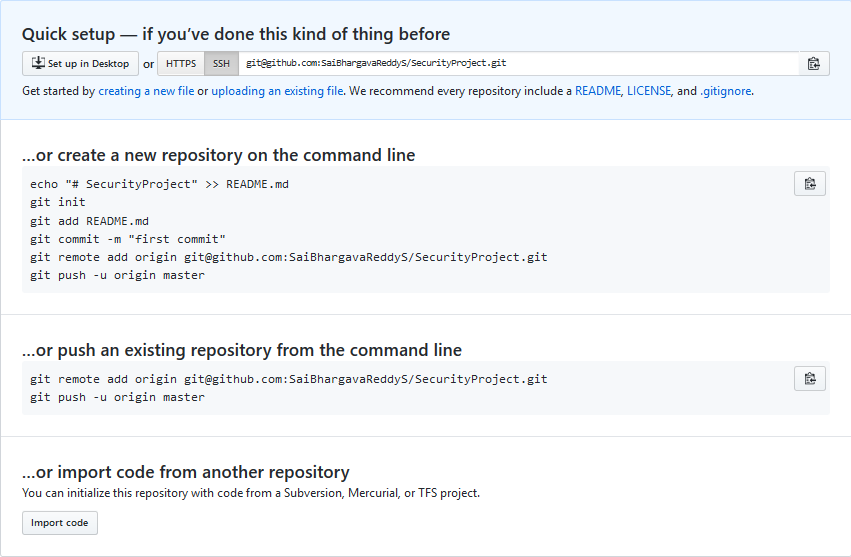 Quick setup — if you’ve done this kind of thing before
Set up in Desktop or HTTPS SSH git@github.com:SaiBhargavaReddyS/SecurityProject.git
Get started by creating a new file or uploading an existing file. We recommend every repository include a README, LICENSE, and .gitignore.
…or create a new repository on the command line
echo "# SecurityProject" >> README.md
git init
git add README.md
git commit -m "first commit"
git remote add origin git@github.com:SaiBhargavaReddyS/SecurityProject.git
git push -u origin master
…or push an existing repository from the command line
git remote add origin git@github.com:SaiBhargavaReddyS/SecurityProject.git
git push -u origin master
…or import code from another repository
You can initialize this repository with code from a Subversion, Mercurial, or TFS project.
Import code